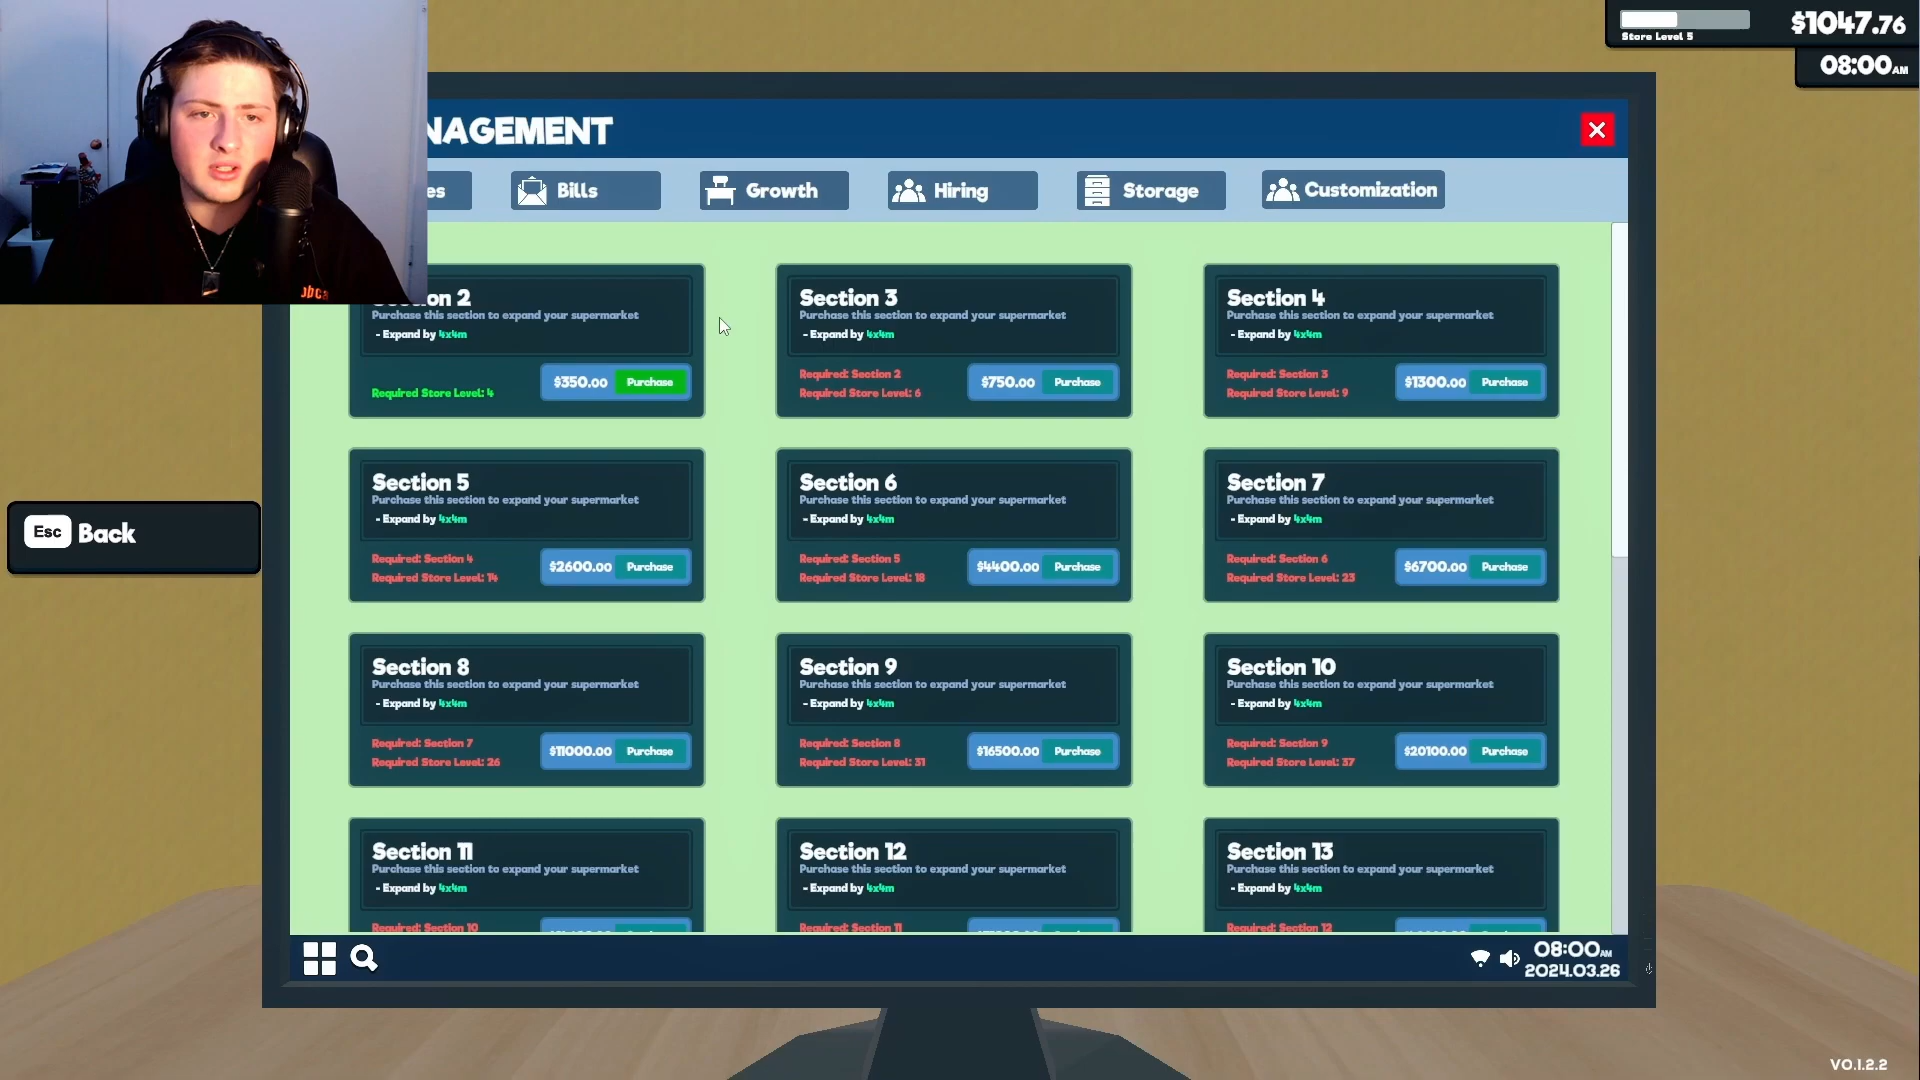 $1047.76
Store Level 5
08:00AM
NAGEMENT
es
Bills
Growth
Hiring
Storage
Customization
on 2
Purchase this section to expand your supermarket
- Expand by 4x4m
Required Store Level: 4
$350.00 Purchase
Section 3
Purchase this section to expand your supermarket
- Expand by 4x4m
Required: Section 2
Required Store Level: 6
$750.00 Purchase
Section 4
Purchase this section to expand your supermarket
- Expand by 4x4m
Required: Section 3
Required Store Level: 9
$1300.00 Purchase
Section 5
Purchase this section to expand your supermarket
- Expand by 4x4m
Required: Section 4
Required Store Level: 14
$2600.00 Purchase
Section 6
Purchase this section to expand your supermarket
- Expand by 4x4m
Required: Section 5
Required Store Level: 18
$4400.00 Purchase
Section 7
Purchase this section to expand your supermarket
- Expand by 4x4m
Required: Section 6
Required Store Level: 23
$6700.00 Purchase
Esc Back
Section 8
Purchase this section to expand your supermarket
- Expand by 4x4m
Required: Section 7
Required Store Level: 26
$11000.00 Purchase
Section 9
Purchase this section to expand your supermarket
- Expand by 4x4m
Required: Section 8
Required Store Level: 31
$16500.00 Purchase
Section 10
Purchase this section to expand your supermarket
- Expand by 4x4m
Required: Section 9
Required Store Level: 37
$20100.00 Purchase
Section 11
Purchase this section to expand your supermarket
- Expand by 4x4m
Required: Section 10
Section 12
Purchase this section to expand your supermarket
- Expand by 4x4m
Required: Section 11
Section 13
Purchase this section to expand your supermarket
- Expand by 4x4m
Required: Section 12
08:00AM
2024.03.26
V0.1.2.2